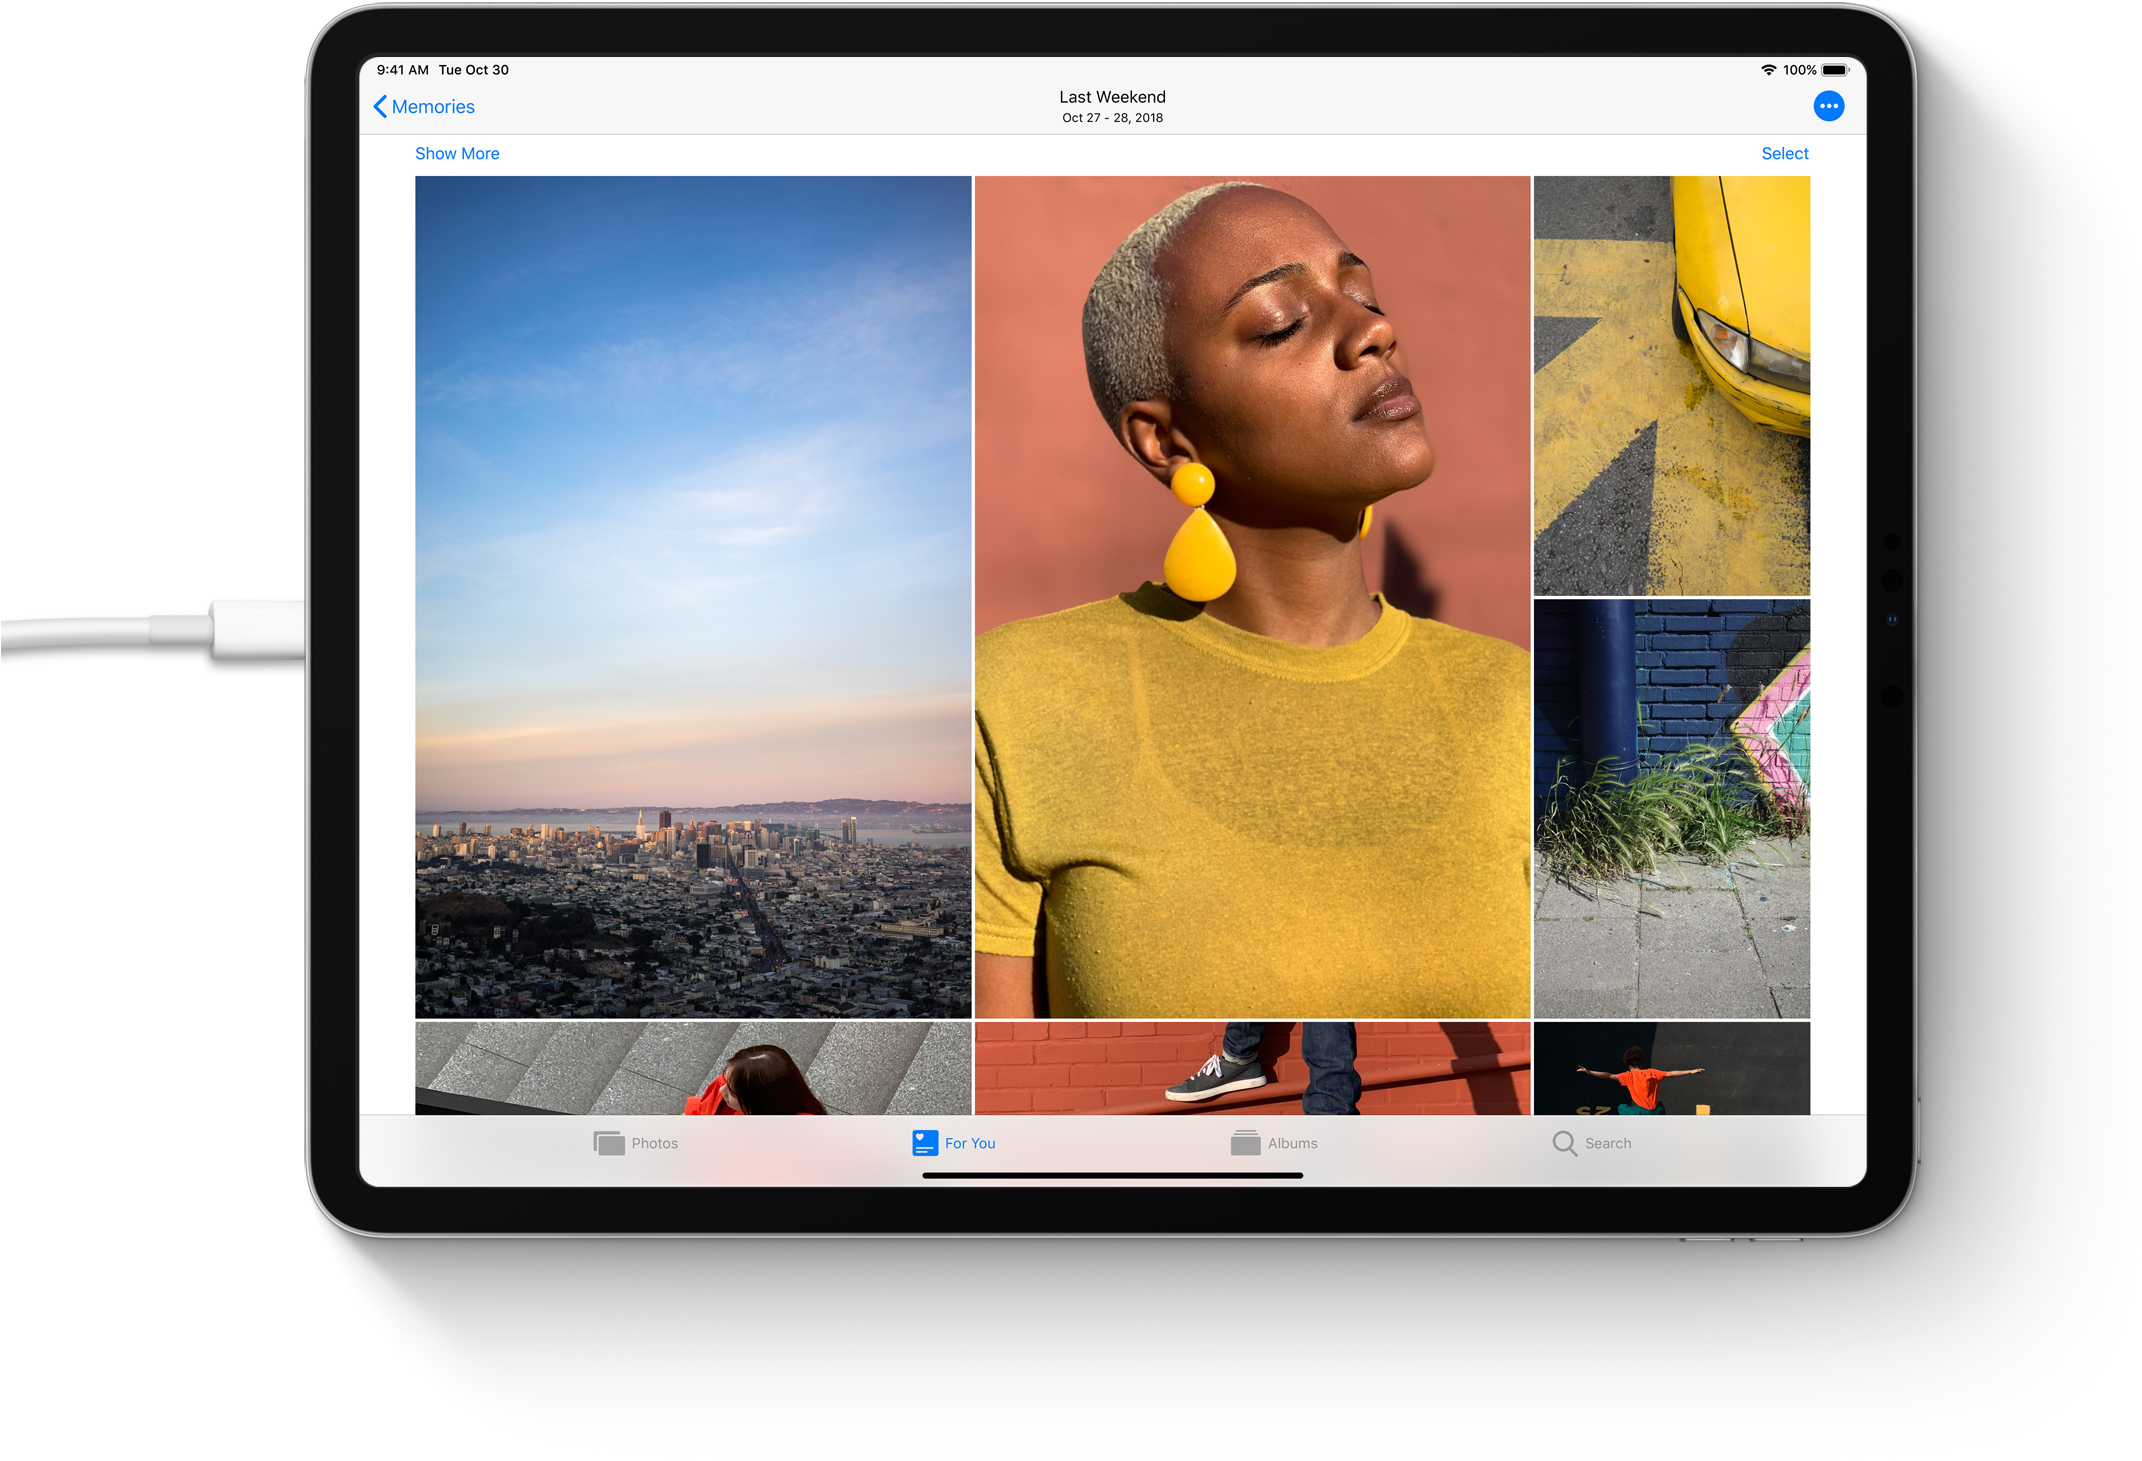 9:41 AM Tue Oct 30
100%
Memories
Last Weekend
Oct 27 - 28, 2018
Show More
Select
Photos
For You
Albums
Search